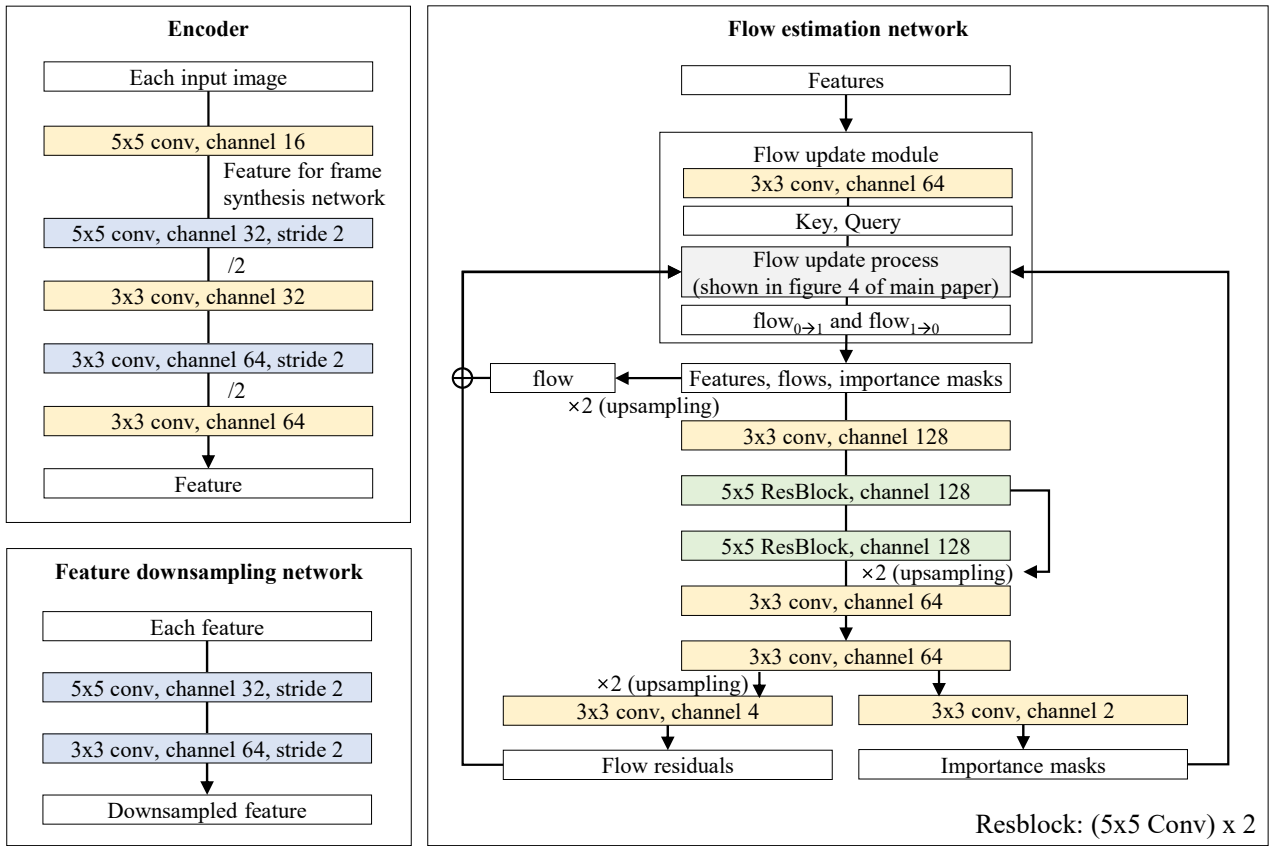 Encoder
Each input image
5x5 conv, channel 16
Feature for frame
synthesis network
5x5 conv, channel 32, stride 2
/2
3x3 conv, channel 32
3x3 conv, channel 64, stride 2
/2
3x3 conv, channel 64
Feature
Feature downsampling network
Each feature
5x5 conv, channel 32, stride 2
3x3 conv, channel 64, stride 2
Downsampled feature
Flow estimation network
Features
Flow update module
3x3 conv, channel 64
Key, Query
Flow update process
(shown in figure 4 of main paper)
flow₀→₁ and flow₁→₀
flow
Features, flows, importance masks
×2 (upsampling)
3x3 conv, channel 128
5x5 ResBlock, channel 128
5x5 ResBlock, channel 128
×2 (upsampling)
3x3 conv, channel 64
3x3 conv, channel 64
×2 (upsampling)
3x3 conv, channel 4
3x3 conv, channel 2
Flow residuals
Importance masks
Resblock: (5x5 Conv) x 2